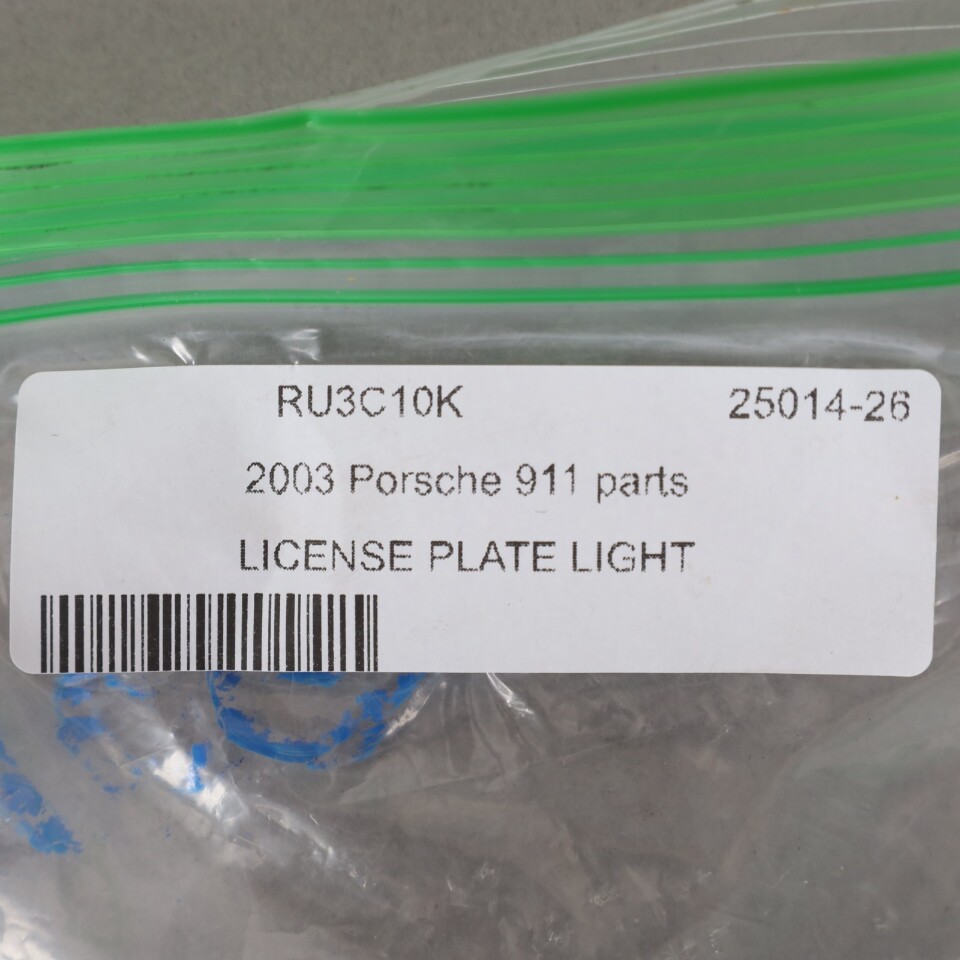 RU3C10K 25014-26
2003 Porsche 911 parts
LICENSE PLATE LIGHT